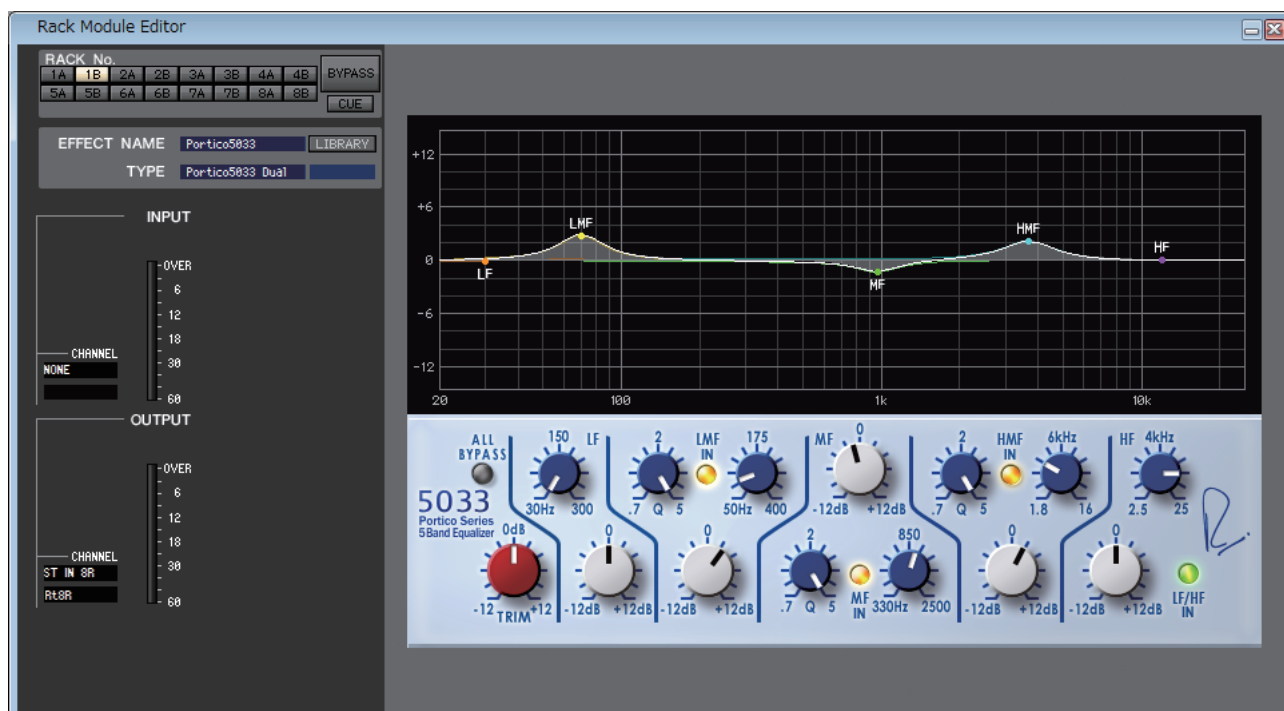 Rack Module Editor
RACK No.
1A 1B 2A 2B 3A 3B 4A 4B
5A 5B 6A 6B 7A 7B 8A 8B
BYPASS
CUE
EFFECT NAME Portico5033 LIBRARY
TYPE Portico5033 Dual
INPUT
OVER
6
12
18
30
60
CHANNEL
NONE
OUTPUT
OVER
6
12
18
30
60
CHANNEL
ST IN 8R
Rt8R
+12
+6
0
-6
-12
20 100 1k 10k
LF
LMF
MF
HMF
HF
ALL BYPASS
5033
Portico Series
5Band Equalizer
0dB
-12 TRIM +12
150 LF
30Hz 300
0
-12dB +12dB
2 LMF IN 175
.7 Q 5 50Hz 400
0
-12dB +12dB
MF 0
-12dB +12dB
2 850
.7 Q 5 MF IN 330Hz 2500
2 HMF IN 6kHz
.7 Q 5 1.8 16
0
-12dB +12dB
HF 4kHz
2.5 25
0
-12dB +12dB
LF/HF IN